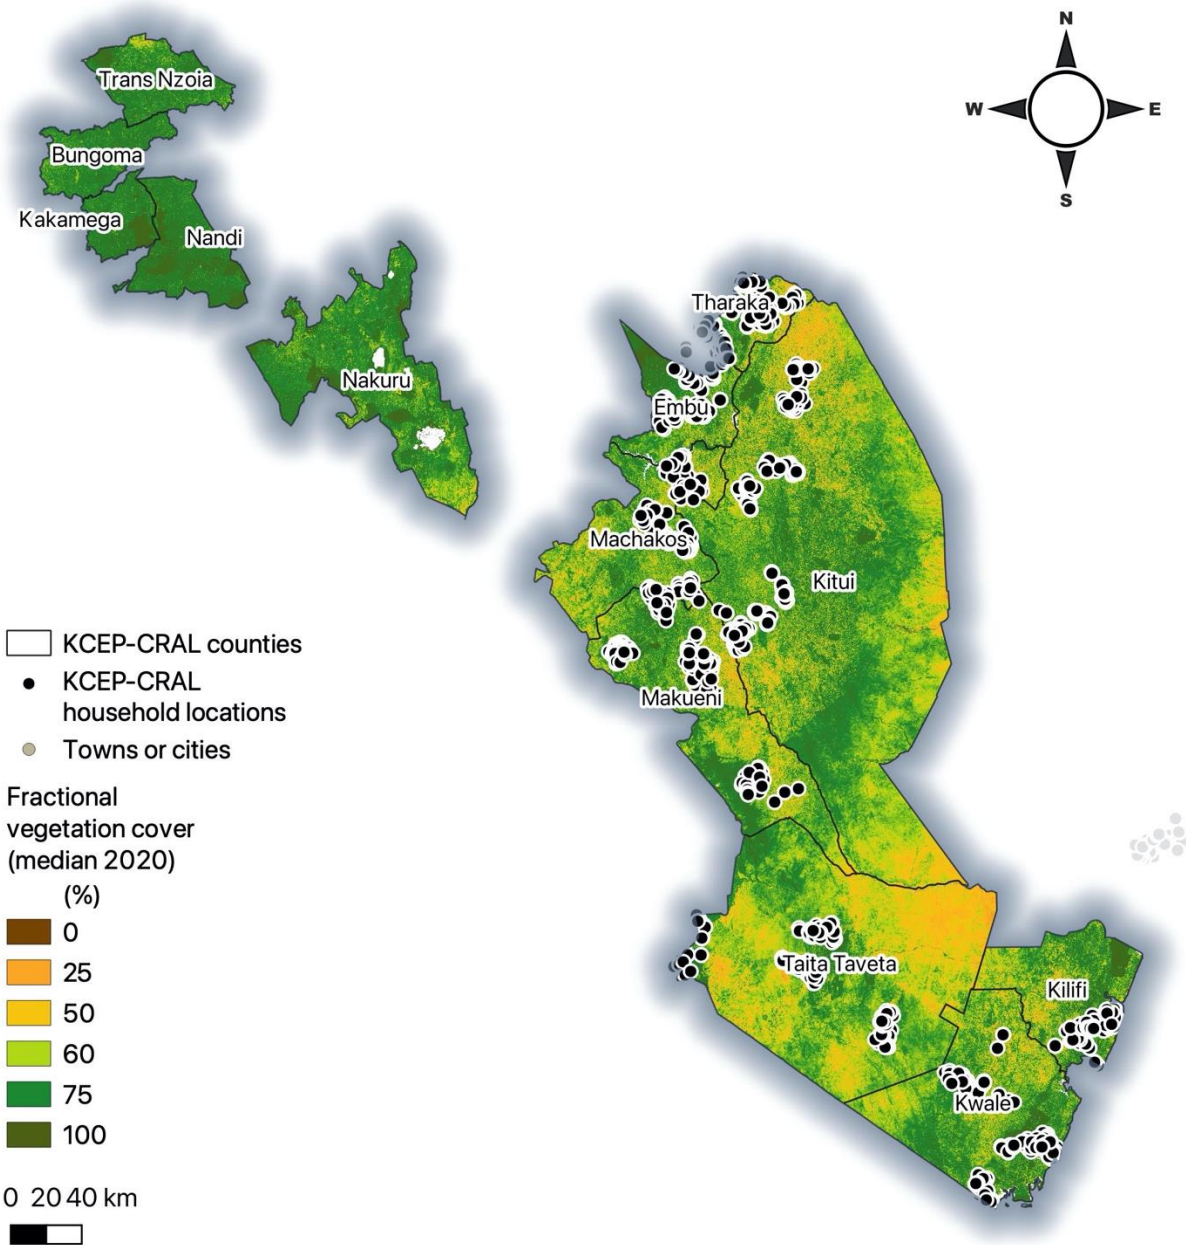 N
W
E
S
Trans Nzoia
Bungoma
Kakamega
Nandi
Nakuru
Tharaka
Embu
Machakos
Kitui
Makueni
Taita Taveta
Kilifi
Kwale
KCEP-CRAL counties
KCEP-CRAL
household locations
Towns or cities
Fractional
vegetation cover
(median 2020)
(%)
0
25
50
60
75
100
0 20 40 km